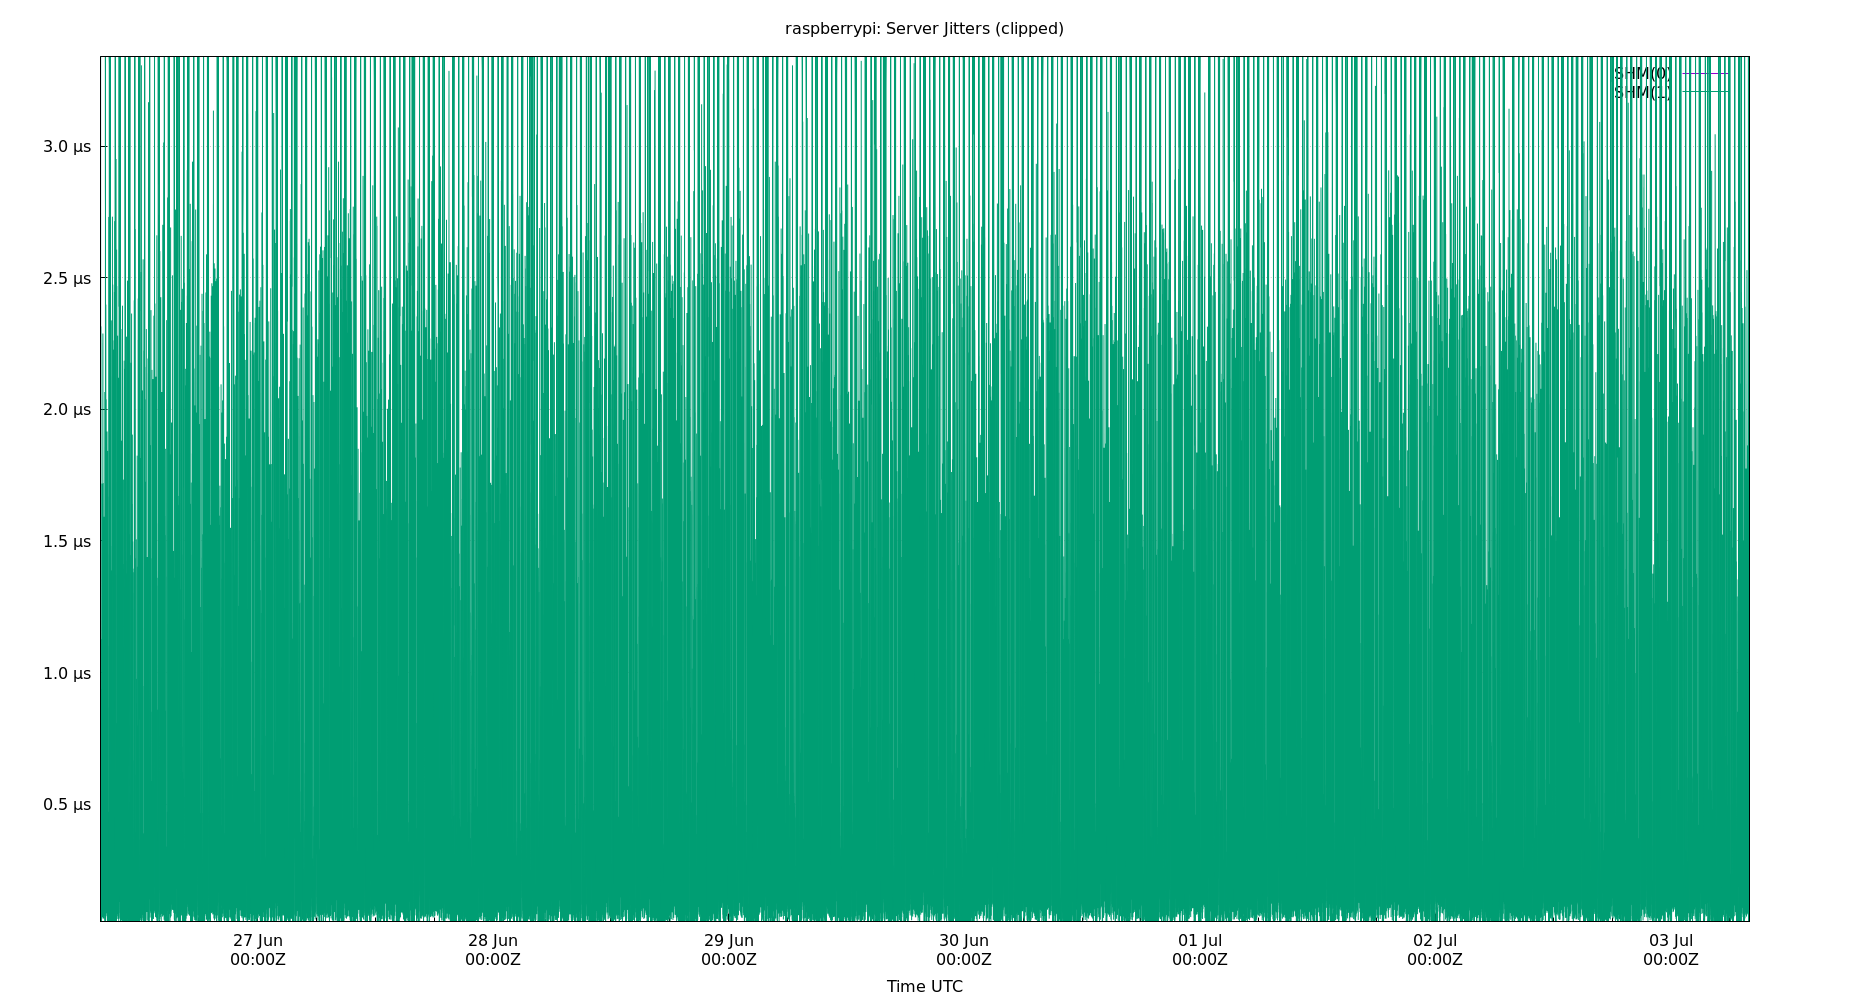 raspberrypi: Server Jitters (clipped)
SHM(0)
SHM(1)
3.0 µs
2.5 µs
2.0 µs
1.5 µs
1.0 µs
0.5 µs
27 Jun 28 Jun 29 Jun 30 Jun 01 Jul 02 Jul 03 Jul
00:00Z 00:00Z 00:00Z 00:00Z 00:00Z 00:00Z 00:00Z
Time UTC